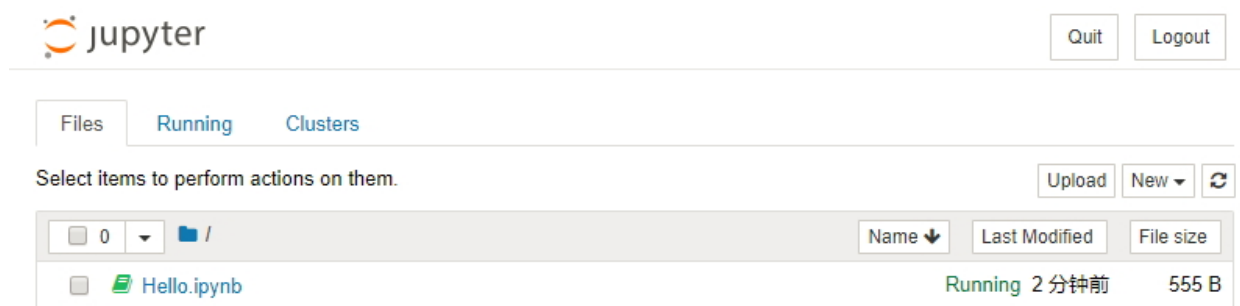 jupyter Quit Logout
Files Running Clusters
Select items to perform actions on them. Upload New
0 / Name Last Modified File size
Hello.ipynb Running 2 分钟前 555 B